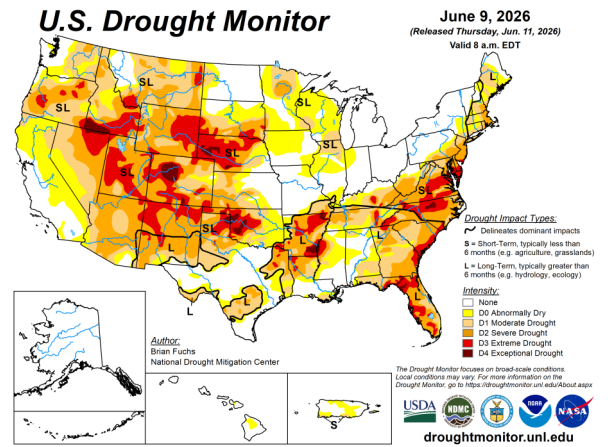 U.S. Drought Monitor
June 9, 2026
(Released Thursday, Jun. 11, 2026)
Valid 8 a.m. EDT
L
SL
SL
SL
SL
SL
SL
SL
SL
L
L
L
L
L
L
L
S
Drought Impact Types:
Delineates dominant impacts
S = Short-Term, typically less than
6 months (e.g. agriculture, grasslands)
L = Long-Term, typically greater than
6 months (e.g. hydrology, ecology)
Intensity:
None
D0 Abnormally Dry
D1 Moderate Drought
D2 Severe Drought
D3 Extreme Drought
D4 Exceptional Drought
Author:
Brian Fuchs
National Drought Mitigation Center
The Drought Monitor focuses on broad-scale conditions.
Local conditions may vary. For more information on the
Drought Monitor, go to https://droughtmonitor.unl.edu/About.aspx
USDA
NDMC
NOAA
NASA
droughtmonitor.unl.edu